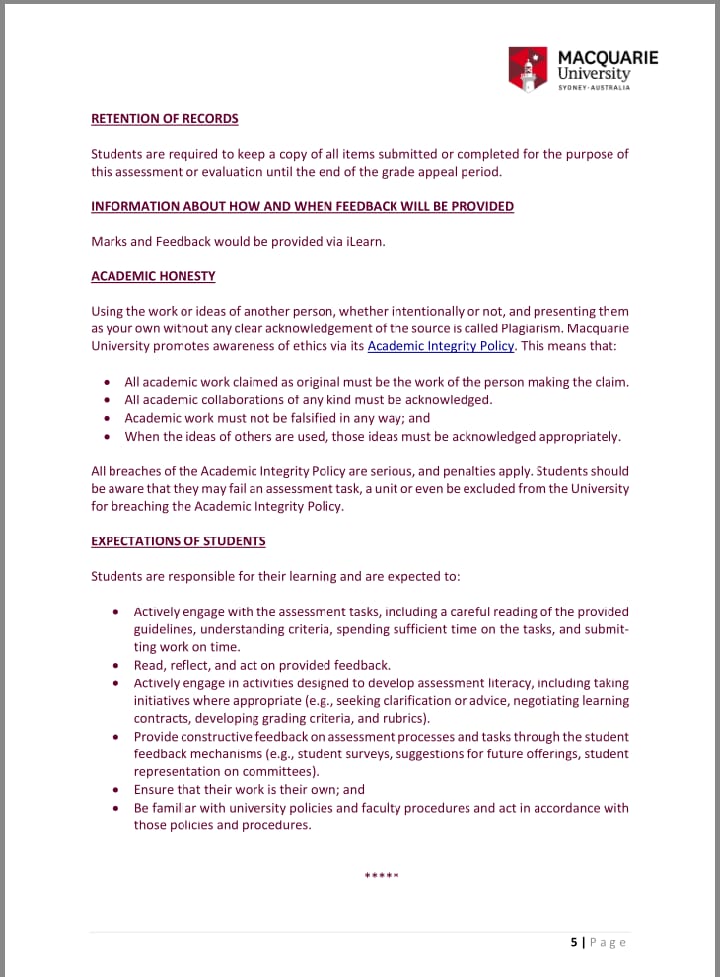 MACQUARIE
University
SYDNEY·AUSTRALIA
RETENTION OF RECORDS
Students are required to keep a copy of all items submitted or completed for the purpose of
this assessment or evaluation until the end of the grade appeal period.
INFORMATION ABOUT HOW AND WHEN FEEDBACK WILL BE PROVIDED
Marks and Feedback would be provided via iLearn.
ACADEMIC HONESTY
Using the work or ideas of another person, whether intentionally or not, and presenting them
as your own without any clear acknowledgement of the source is called Plagiarism. Macquarie
University promotes awareness of ethics via its Academic Integrity Policy. This means that:
• All academic work claimed as original must be the work of the person making the claim.
• All academic collaborations of any kind must be acknowledged.
• Academic work must not be falsified in any way; and
• When the ideas of others are used, those ideas must be acknowledged appropriately.
All breaches of the Academic Integrity Policy are serious, and penalties apply. Students should
be aware that they may fail an assessment task, a unit or even be excluded from the University
for breaching the Academic Integrity Policy.
EXPECTATIONS OF STUDENTS
Students are responsible for their learning and are expected to:
• Actively engage with the assessment tasks, including a careful reading of the provided
guidelines, understanding criteria, spending sufficient time on the tasks, and submit-
ting work on time.
• Read, reflect, and act on provided feedback.
• Actively engage in activities designed to develop assessment literacy, including taking
initiatives where appropriate (e.g., seeking clarification or advice, negotiating learning
contracts, developing grading criteria, and rubrics).
• Provide constructive feedback on assessment processes and tasks through the student
feedback mechanisms (e.g., student surveys, suggestions for future offerings, student
representation on committees).
• Ensure that their work is their own; and
• Be familiar with university policies and faculty procedures and act in accordance with
those policies and procedures.
*****
5 | Page